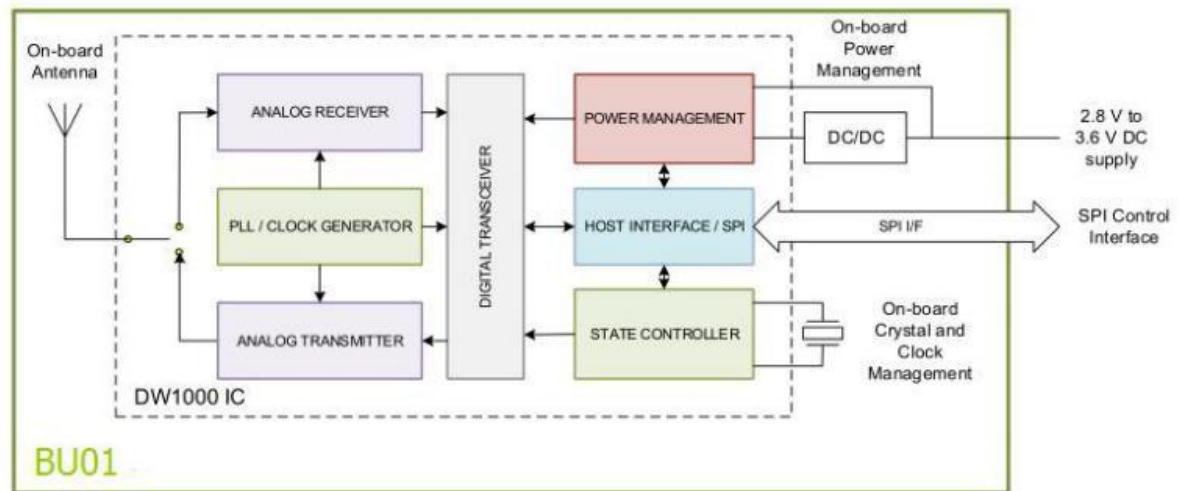 On-board
Antenna
ANALOG RECEIVER
PLL / CLOCK GENERATOR
ANALOG TRANSMITTER
DW1000 IC
DIGITAL TRANSCEIVER
POWER MANAGEMENT
HOST INTERFACE / SPI
STATE CONTROLLER
On-board
Power
Management
DC/DC
2.8 V to
3.6 V DC
supply
SPI I/F
SPI Control
Interface
On-board
Crystal and
Clock
Management
BU01